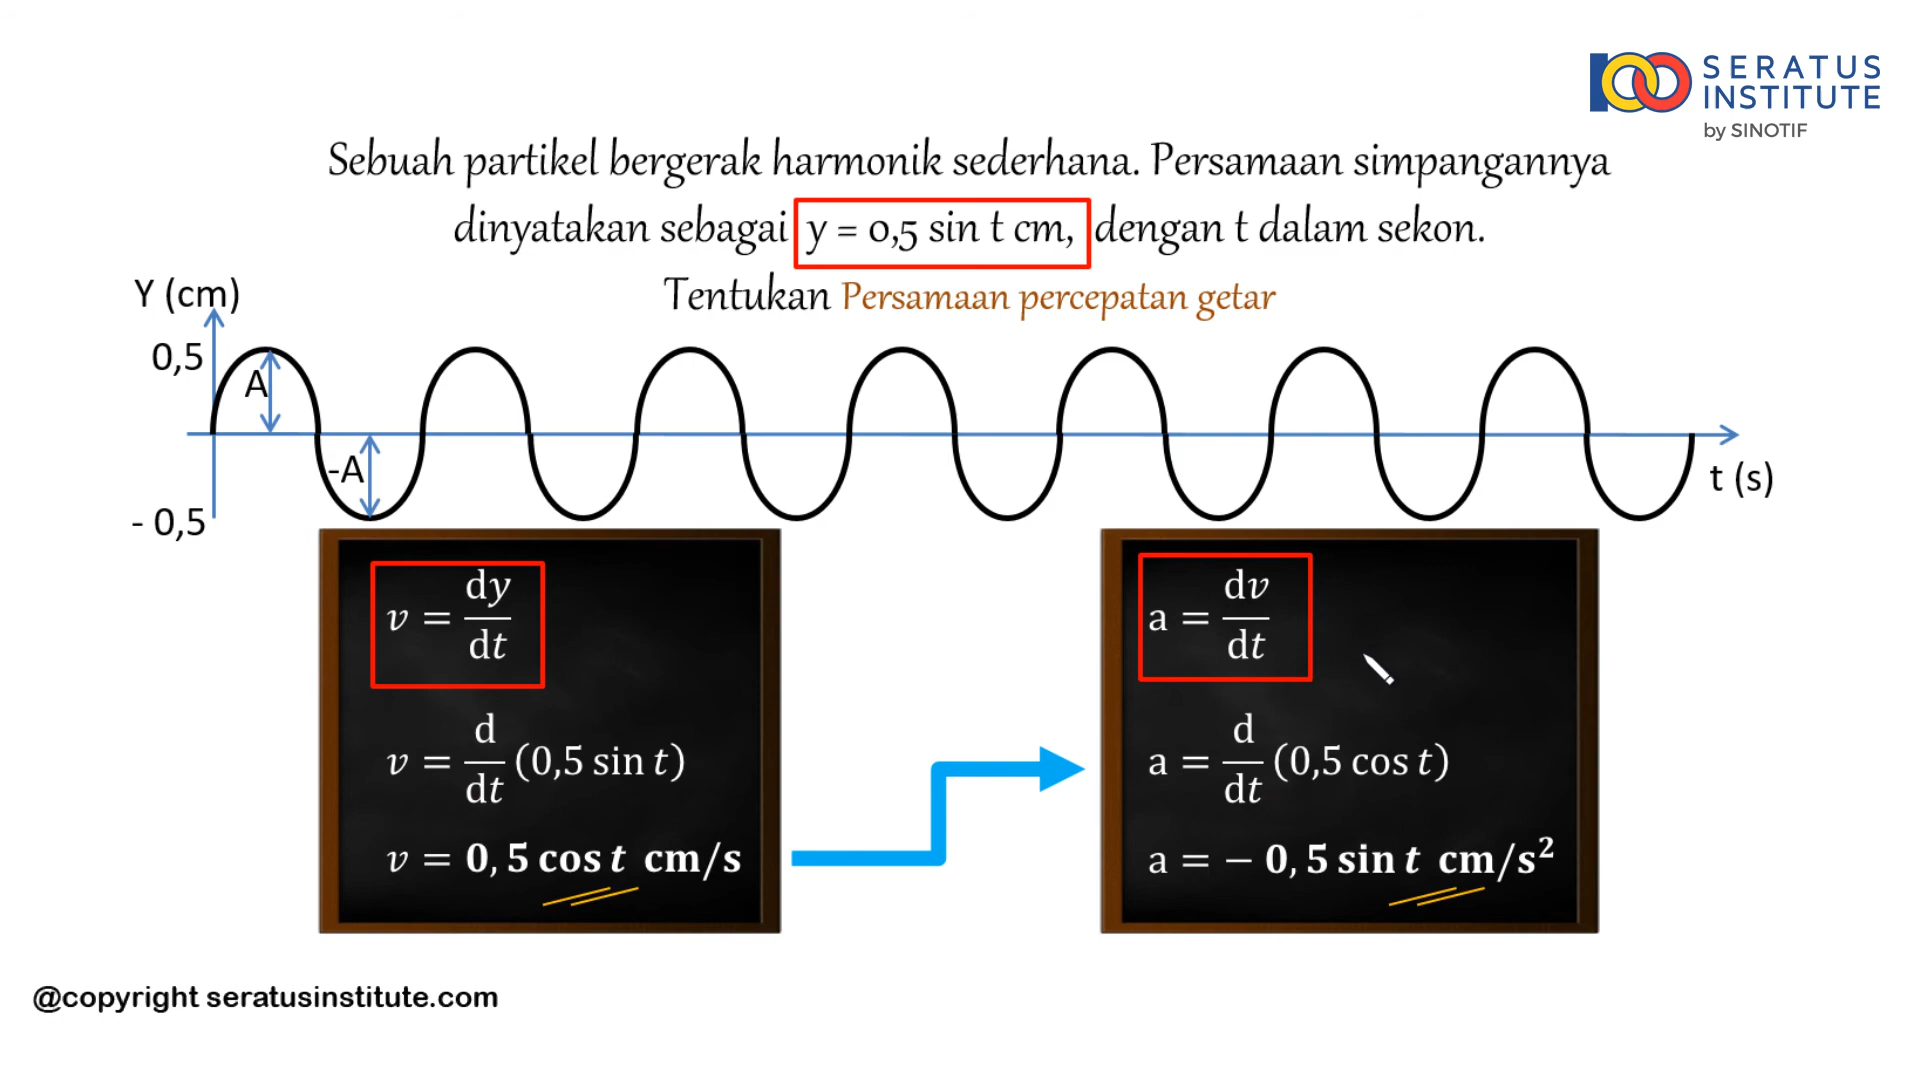 SERATUS
INSTITUTE
by SINOTIF
Sebuah partikel bergerak harmonik sederhana. Persamaan simpangannya
dinyatakan sebagai y = 0,5 sin t cm, dengan t dalam sekon.
Tentukan Persamaan percepatan getar
Y (cm)
0,5
A
-A
- 0,5
t (s)
v = dy/dt
v = d/dt (0,5 sin t)
v = 0,5 cos t cm/s
a = dv/dt
a = d/dt (0,5 cos t)
a = − 0,5 sin t cm/s²
@copyright seratusinstitute.com